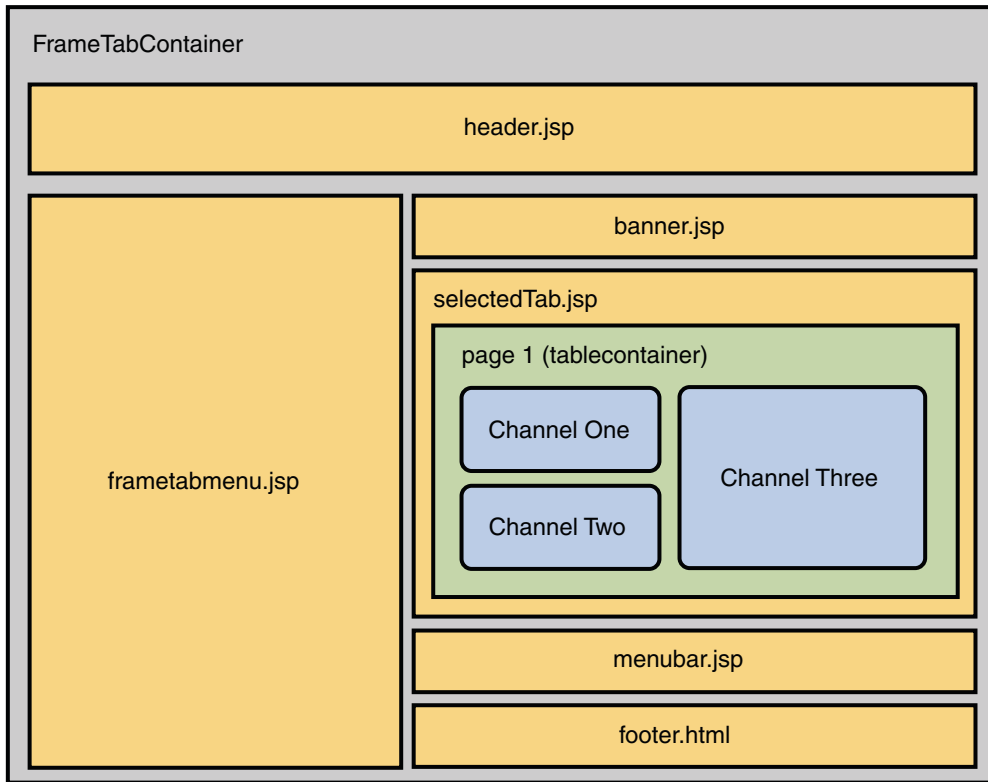 FrameTabContainer
header.jsp
frametabmenu.jsp
banner.jsp
selectedTab.jsp
page 1 (tablecontainer)
Channel One
Channel Two
Channel Three
menubar.jsp
footer.html